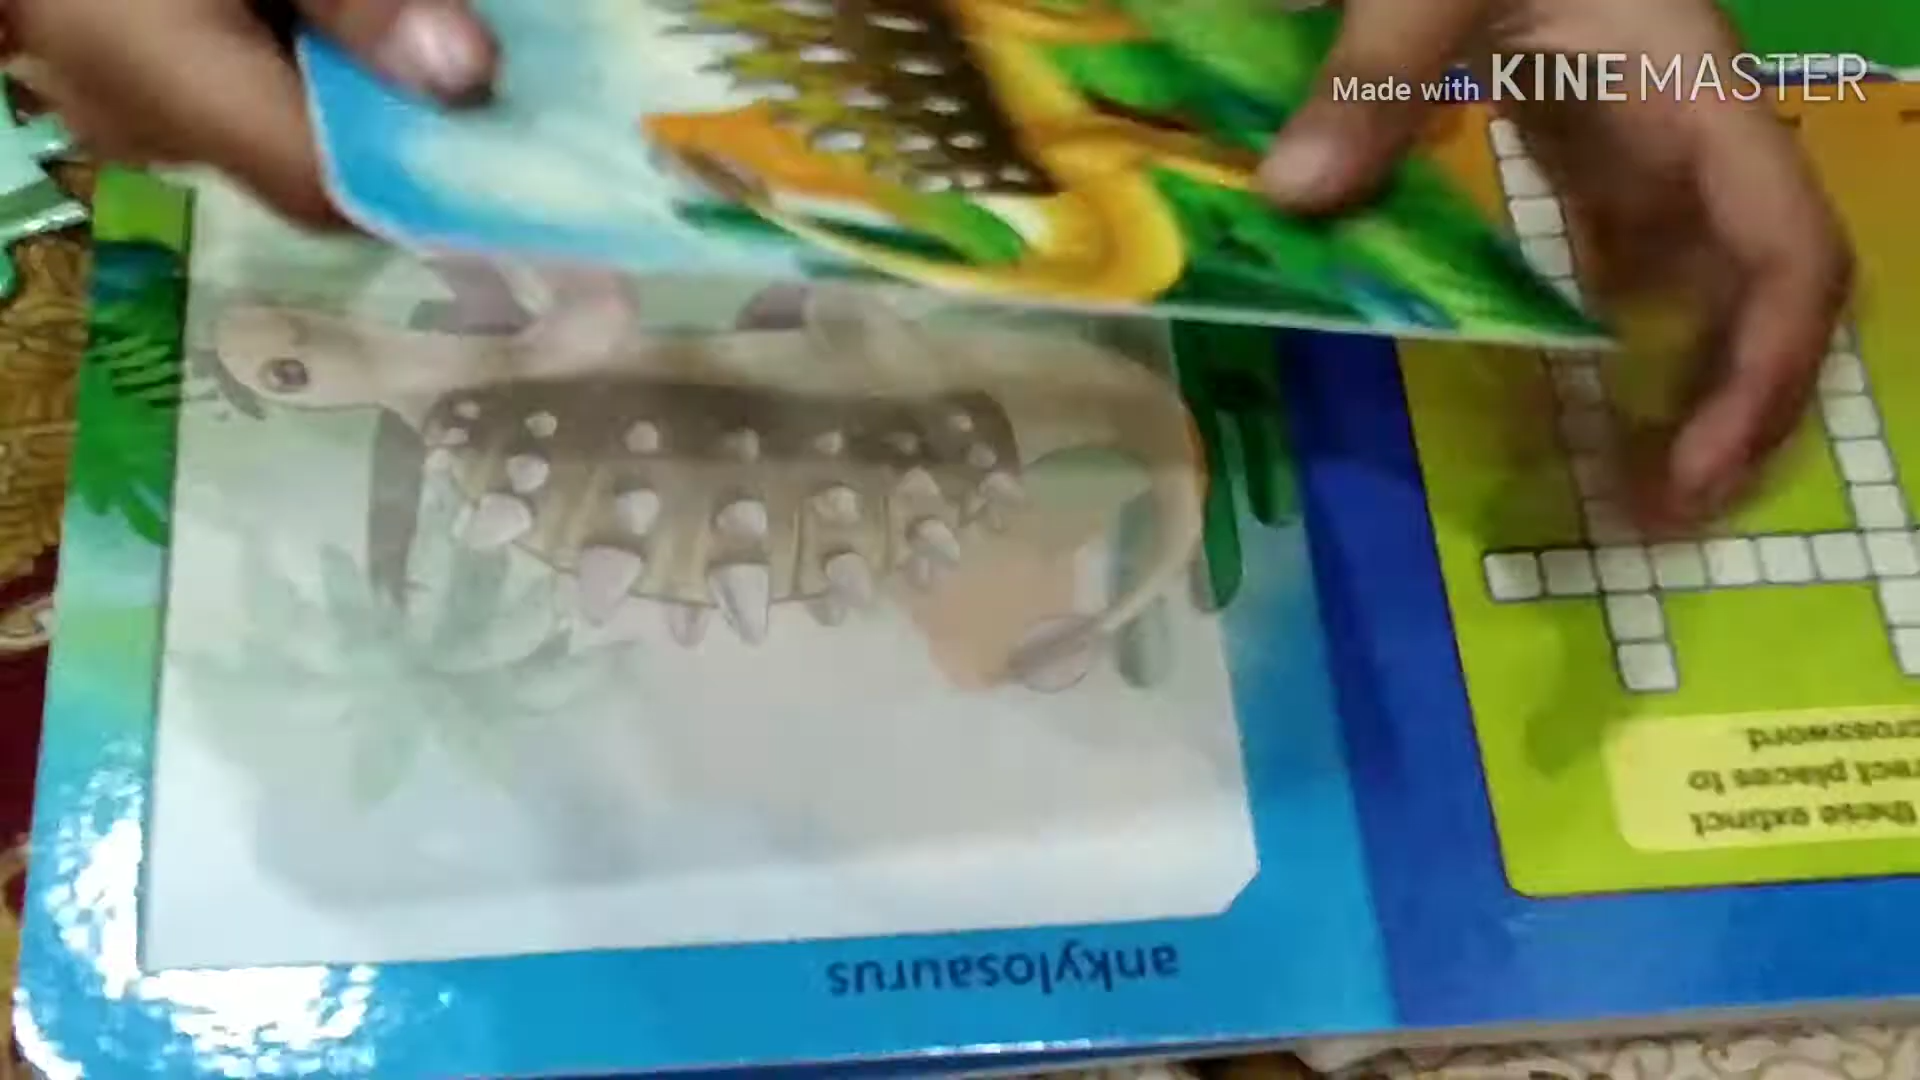 Made with KINEMASTER
ankylosaurus
these extinct
rect places to
crossword